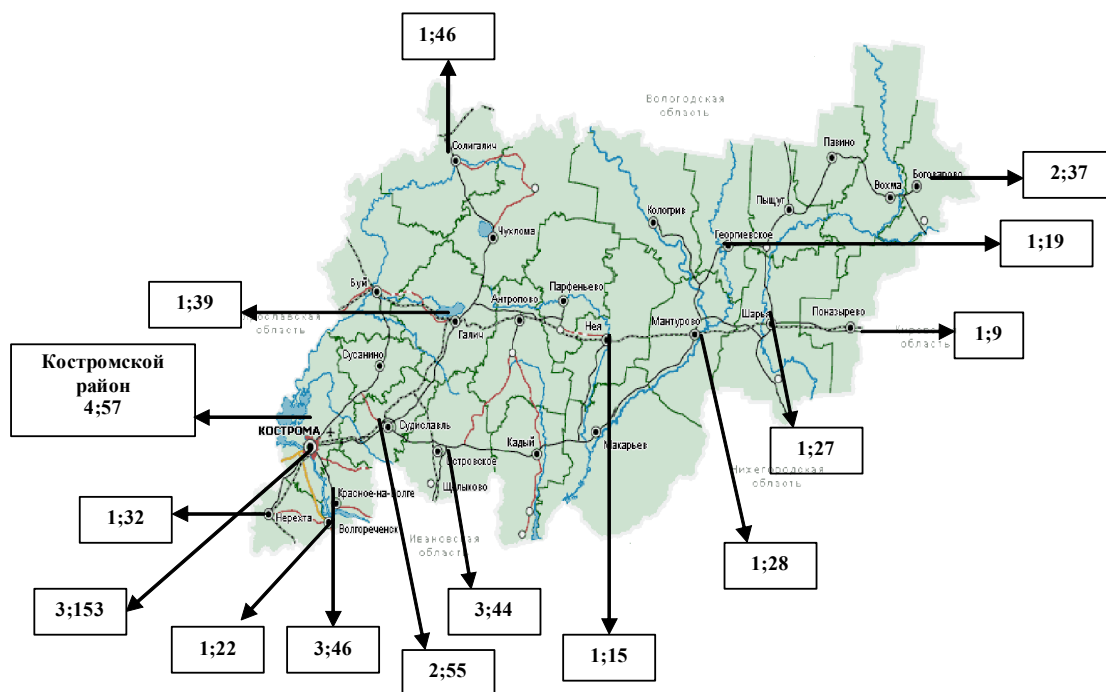 1;46
Вологодская
область
Солигалич
Павино
Боговарово
Вохма
2;37
Пыщуг
Кологрив
Георгиевское
Чухлома
1;19
Буй
Парфеньево
Антропово
1;39
Галич
Нея
Мантурово
Шарья
Поназырево
область
область
1;9
Сусанино
Костромской
район
4;57
КОСТРОМА
Судиславль
Кадый
Макарьев
1;27
Островское
Щелыково
Нижегородская
область
Красное-на-Волге
1;32
Нерехта
Волгореченск
Ивановская
область
1;28
3;153
3;44
1;22
3;46
1;15
2;55